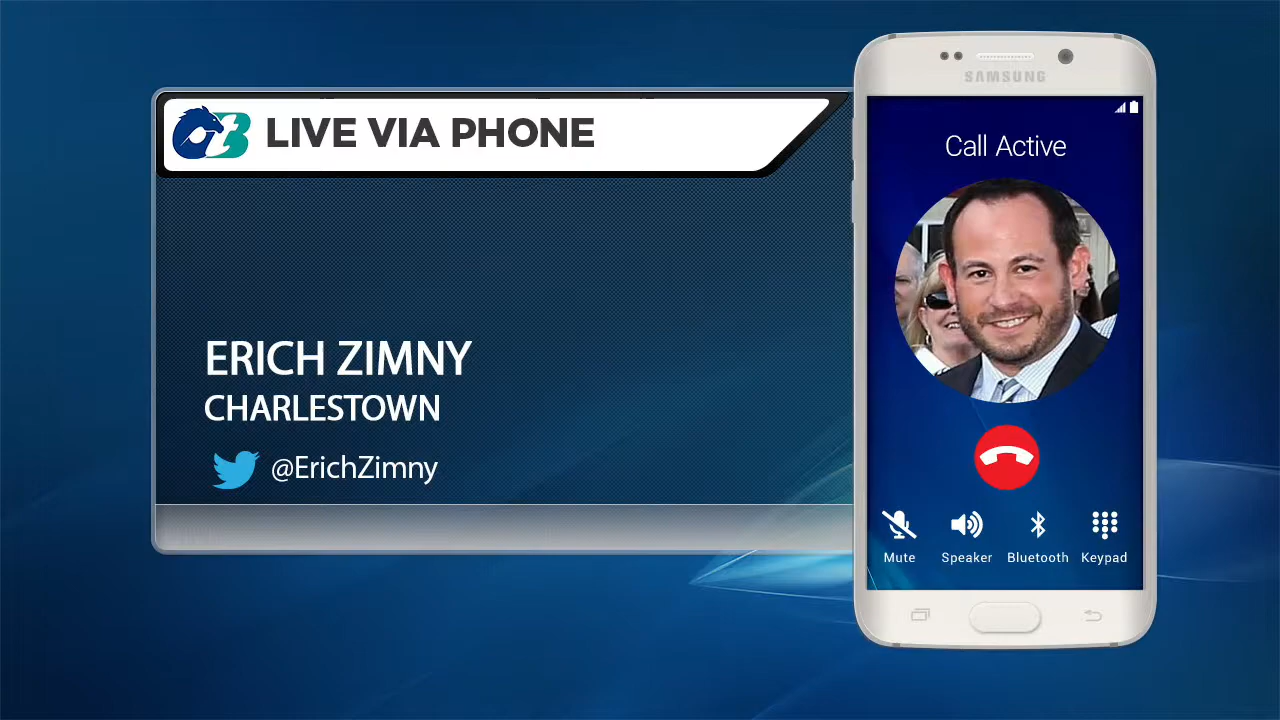 LIVE VIA PHONE
ERICH ZIMNY
CHARLESTOWN
@ErichZimny
SAMSUNG
Call Active
Mute Speaker Bluetooth Keypad